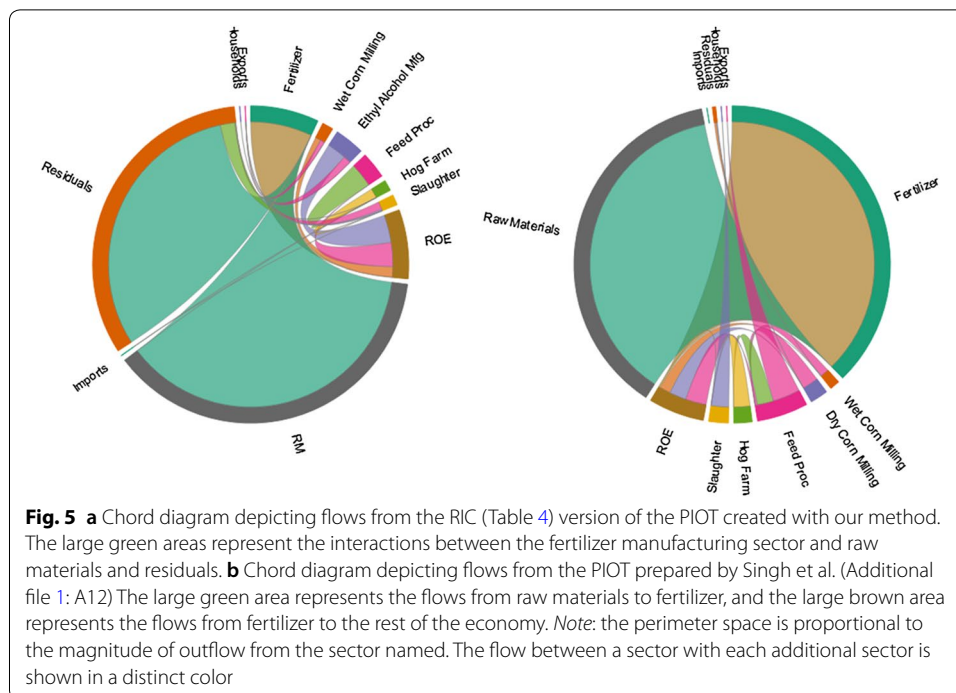 Households
Exports
Fertilizer
Wet Corn Milling
Ethyl Alcohol Mfg
Feed Proc
Hog Farm
Slaughter
ROE
RM
Imports
Residuals
Imports
Residuals
Households
Exports
Fertilizer
Wet Corn Milling
Dry Corn Milling
Feed Proc
Hog Farm
Slaughter
ROE
Raw Materials
Fig. 5 a Chord diagram depicting flows from the RIC (Table 4) version of the PIOT created with our method.
The large green areas represent the interactions between the fertilizer manufacturing sector and raw
materials and residuals. b Chord diagram depicting flows from the PIOT prepared by Singh et al. (Additional
file 1: A12) The large green area represents the flows from raw materials to fertilizer, and the large brown area
represents the flows from fertilizer to the rest of the economy. Note: the perimeter space is proportional to
the magnitude of outflow from the sector named. The flow between a sector with each additional sector is
shown in a distinct color